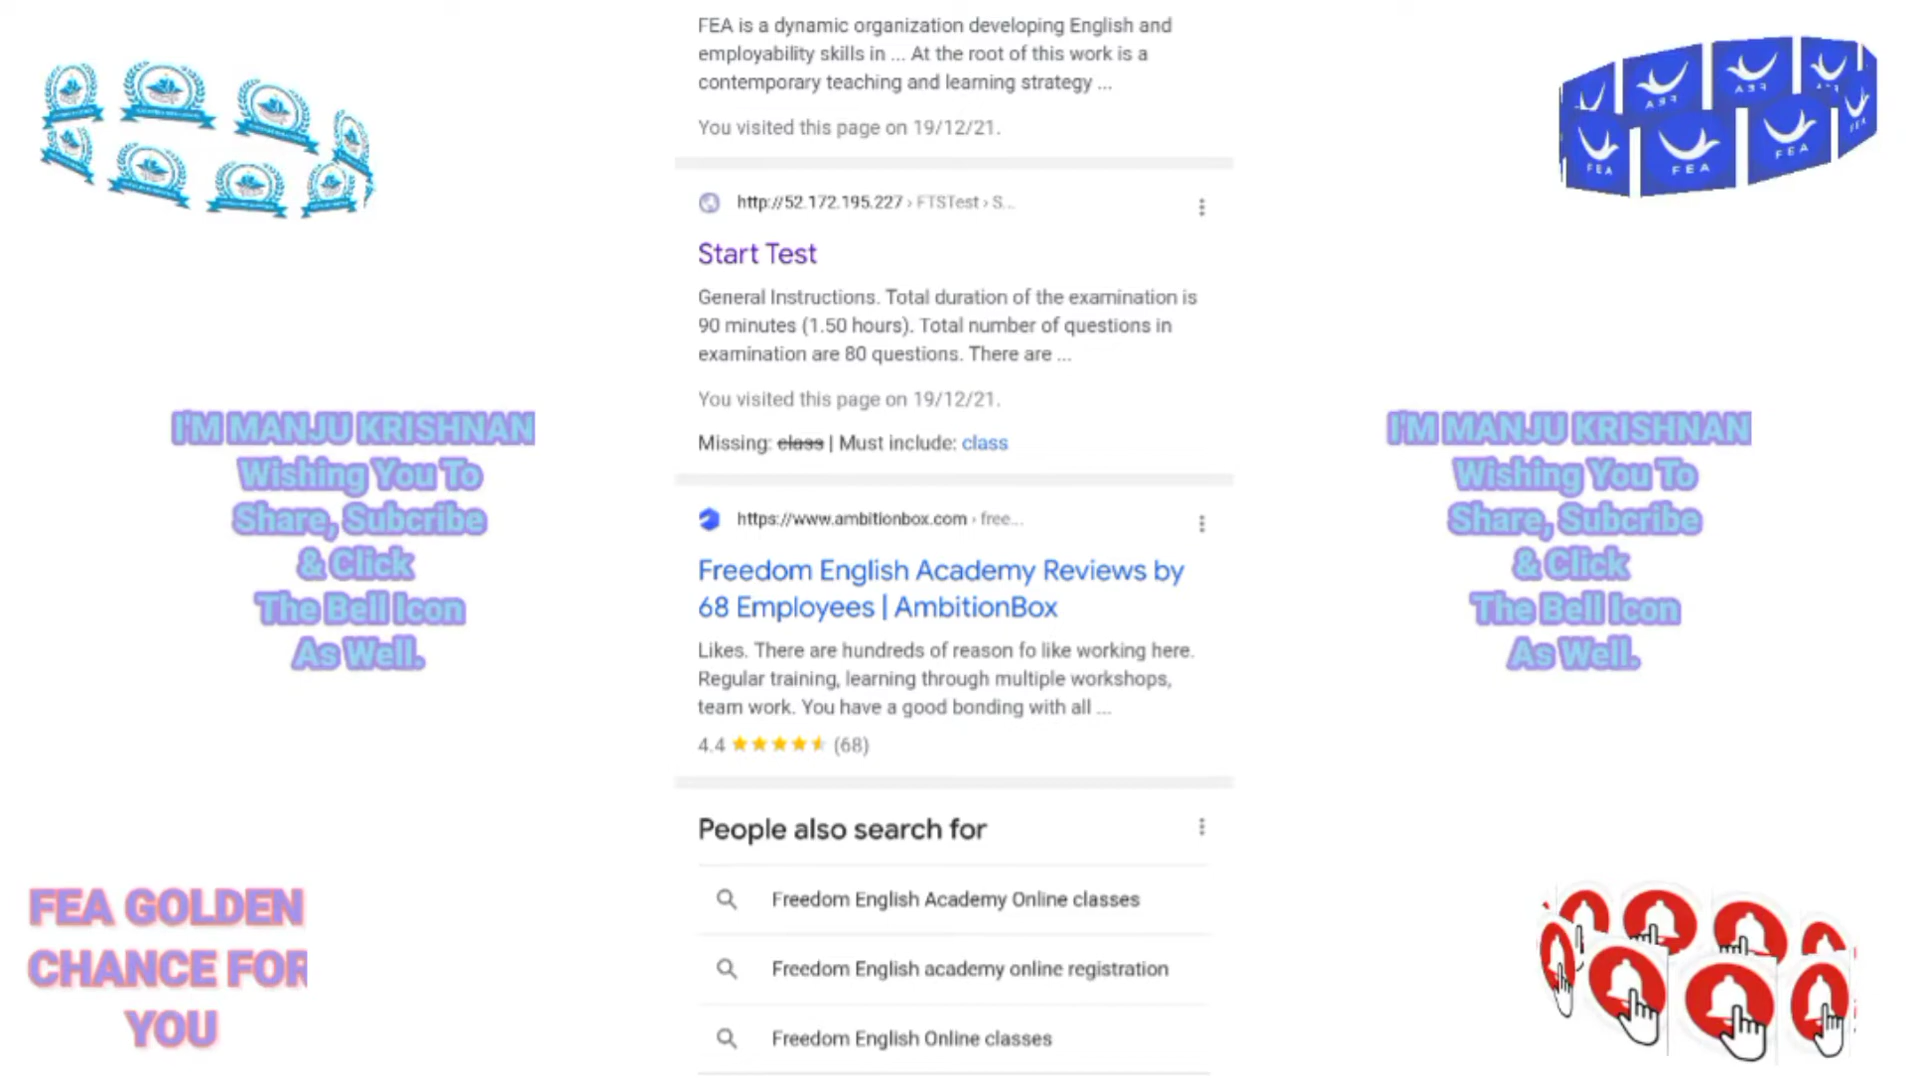 FEA is a dynamic organization developing English and
employability skills in ... At the root of this work is a
contemporary teaching and learning strategy ...
You visited this page on 19/12/21.
http://52.172.195.227 › FTSTest › S...
Start Test
General Instructions. Total duration of the examination is
90 minutes (1.50 hours). Total number of questions in
examination are 80 questions. There are ...
You visited this page on 19/12/21.
Missing: class | Must include: class
https://www.ambitionbox.com › free...
Freedom English Academy Reviews by
68 Employees | AmbitionBox
Likes. There are hundreds of reason fo like working here.
Regular training, learning through multiple workshops,
team work. You have a good bonding with all ...
4.4 (68)
People also search for
Freedom English Academy Online classes
Freedom English academy online registration
Freedom English Online classes
I'M MANJU KRISHNAN
Wishing You To
Share, Subcribe
& Click
The Bell Icon
As Well.
I'M MANJU KRISHNAN
Wishing You To
Share, Subcribe
& Click
The Bell Icon
As Well.
FEA GOLDEN
CHANCE FOR
YOU
FEA
FEA
FEA
FEA